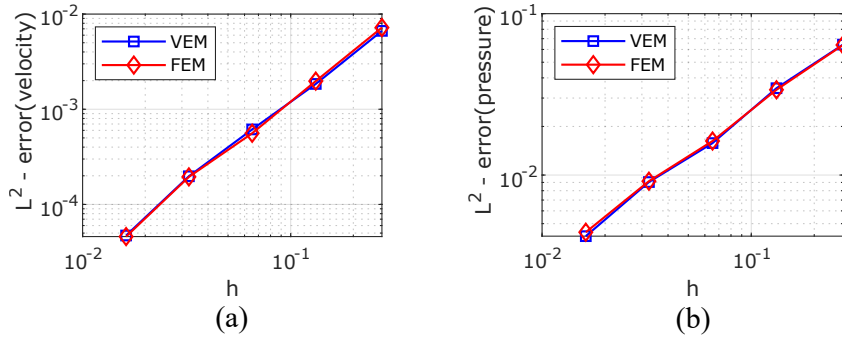 10^-2
10^-3
10^-4
L^2 - error(velocity)
VEM
FEM
10^-2
10^-1
h
(a)
10^-1
10^-2
L^2 - error(pressure)
VEM
FEM
10^-2
10^-1
h
(b)